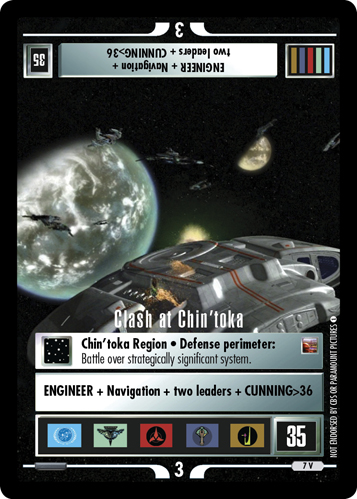 3
35
ENGINEER + Navigation +
two leaders + CUNNING>36
Clash at Chin'toka
Chin'toka Region • Defense perimeter:
Battle over strategically significant system.
ENGINEER + Navigation + two leaders + CUNNING>36
35
3
7 V
NOT ENDORSED BY CBS OR PARAMOUNT PICTURES